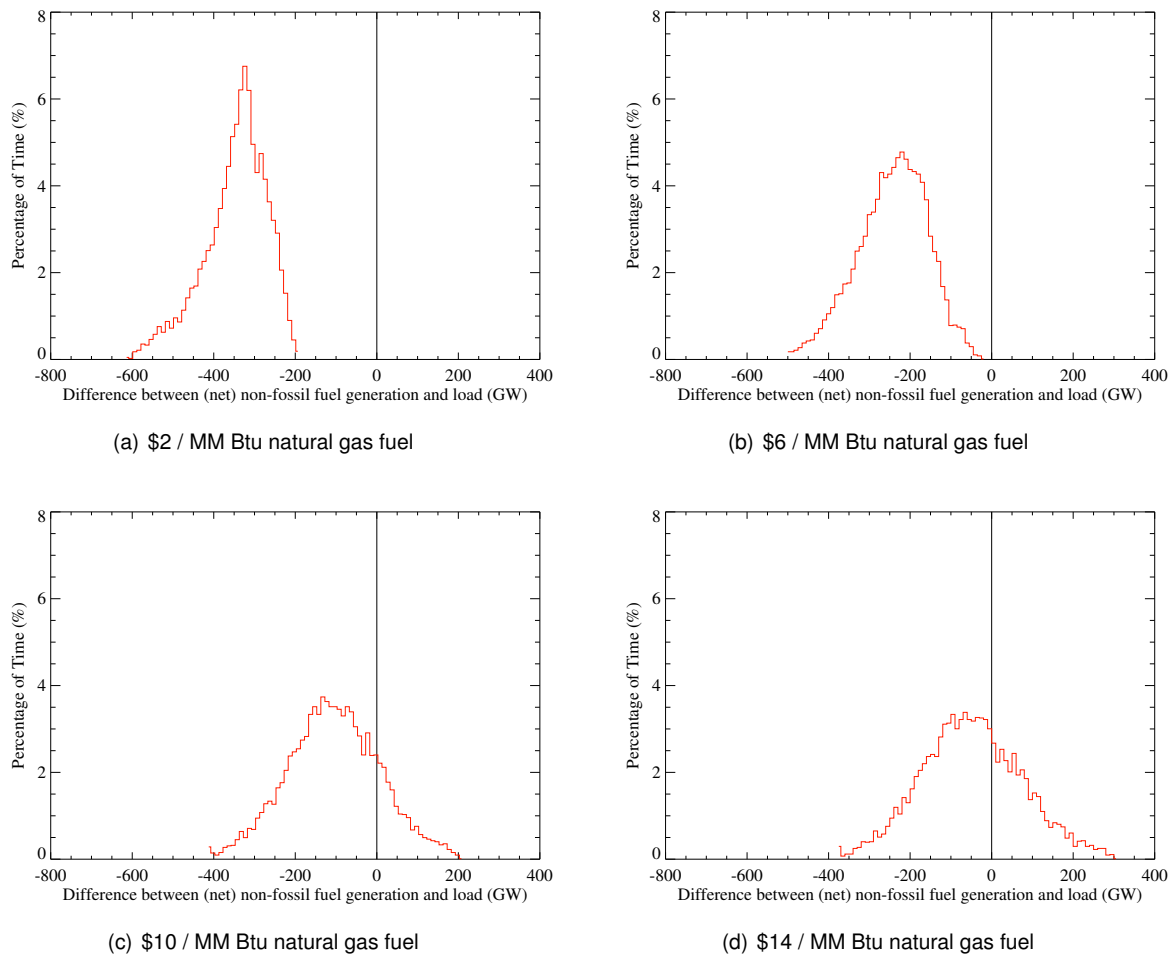 8
6
4
2
0
Percentage of Time (%)
-800 -600 -400 -200 0 200 400
Difference between (net) non-fossil fuel generation and load (GW)
(a) $2 / MM Btu natural gas fuel
8
6
4
2
0
Percentage of Time (%)
-800 -600 -400 -200 0 200 400
Difference between (net) non-fossil fuel generation and load (GW)
(b) $6 / MM Btu natural gas fuel
8
6
4
2
0
Percentage of Time (%)
-800 -600 -400 -200 0 200 400
Difference between (net) non-fossil fuel generation and load (GW)
(c) $10 / MM Btu natural gas fuel
8
6
4
2
0
Percentage of Time (%)
-800 -600 -400 -200 0 200 400
Difference between (net) non-fossil fuel generation and load (GW)
(d) $14 / MM Btu natural gas fuel